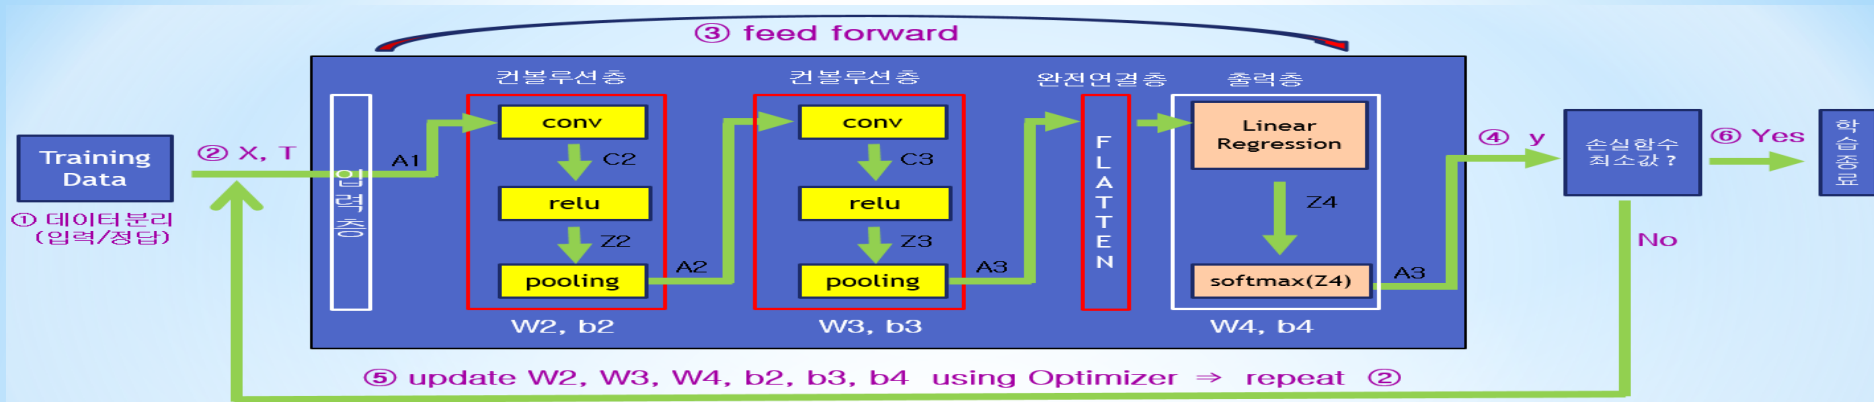 ③ feed forward
컨볼루션층
컨볼루션층
완전연결층
출력층
Training
Data
① 데이터분리
(입력/정답)
② X, T
입력층
A1
conv
C2
relu
Z2
pooling
W2, b2
A2
conv
C3
relu
Z3
pooling
W3, b3
A3
FLATTEN
Linear
Regression
Z4
softmax(Z4)
W4, b4
A3
④ y
손실함수
최소값 ?
⑥ Yes
학습종료
No
⑤ update W2, W3, W4, b2, b3, b4 using Optimizer ⇒ repeat ②